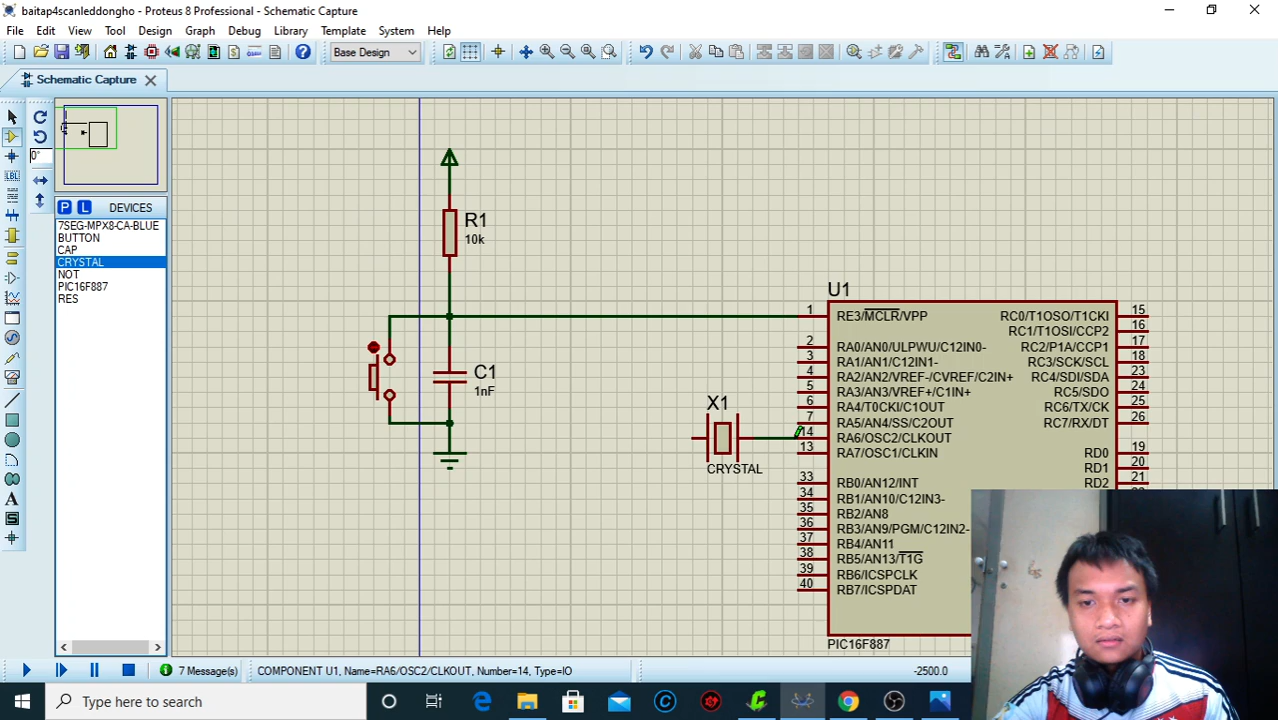 baitap4scanleddongho - Proteus 8 Professional - Schematic Capture
File Edit View Tool Design Graph Debug Library Template System Help
Base Design
Schematic Capture
0°
P L DEVICES
7SEG-MPX8-CA-BLUE
BUTTON
CAP
CRYSTAL
NOT
PIC16F887
RES
LBL
R1
10k
C1
1nF
X1
CRYSTAL
U1
1 RE3/MCLR/VPP RC0/T1OSO/T1CKI 15
RC1/T1OSI/CCP2 16
2 RA0/AN0/ULPWU/C12IN0- RC2/P1A/CCP1 17
3 RA1/AN1/C12IN1- RC3/SCK/SCL 18
4 RA2/AN2/VREF-/CVREF/C2IN+ RC4/SDI/SDA 23
5 RA3/AN3/VREF+/C1IN+ RC5/SDO 24
6 RA4/T0CKI/C1OUT RC6/TX/CK 25
7 RA5/AN4/SS/C2OUT RC7/RX/DT 26
14 RA6/OSC2/CLKOUT
13 RA7/OSC1/CLKIN RD0 19
RD1 20
33 RB0/AN12/INT RD2 21
34 RB1/AN10/C12IN3-
35 RB2/AN8
36 RB3/AN9/PGM/C12IN2-
37 RB4/AN11
38 RB5/AN13/T1G
39 RB6/ICSPCLK
40 RB7/ICSPDAT
PIC16F887
7 Message(s) COMPONENT U1, Name=RA6/OSC2/CLKOUT, Number=14, Type=IO -2500.0
Type here to search